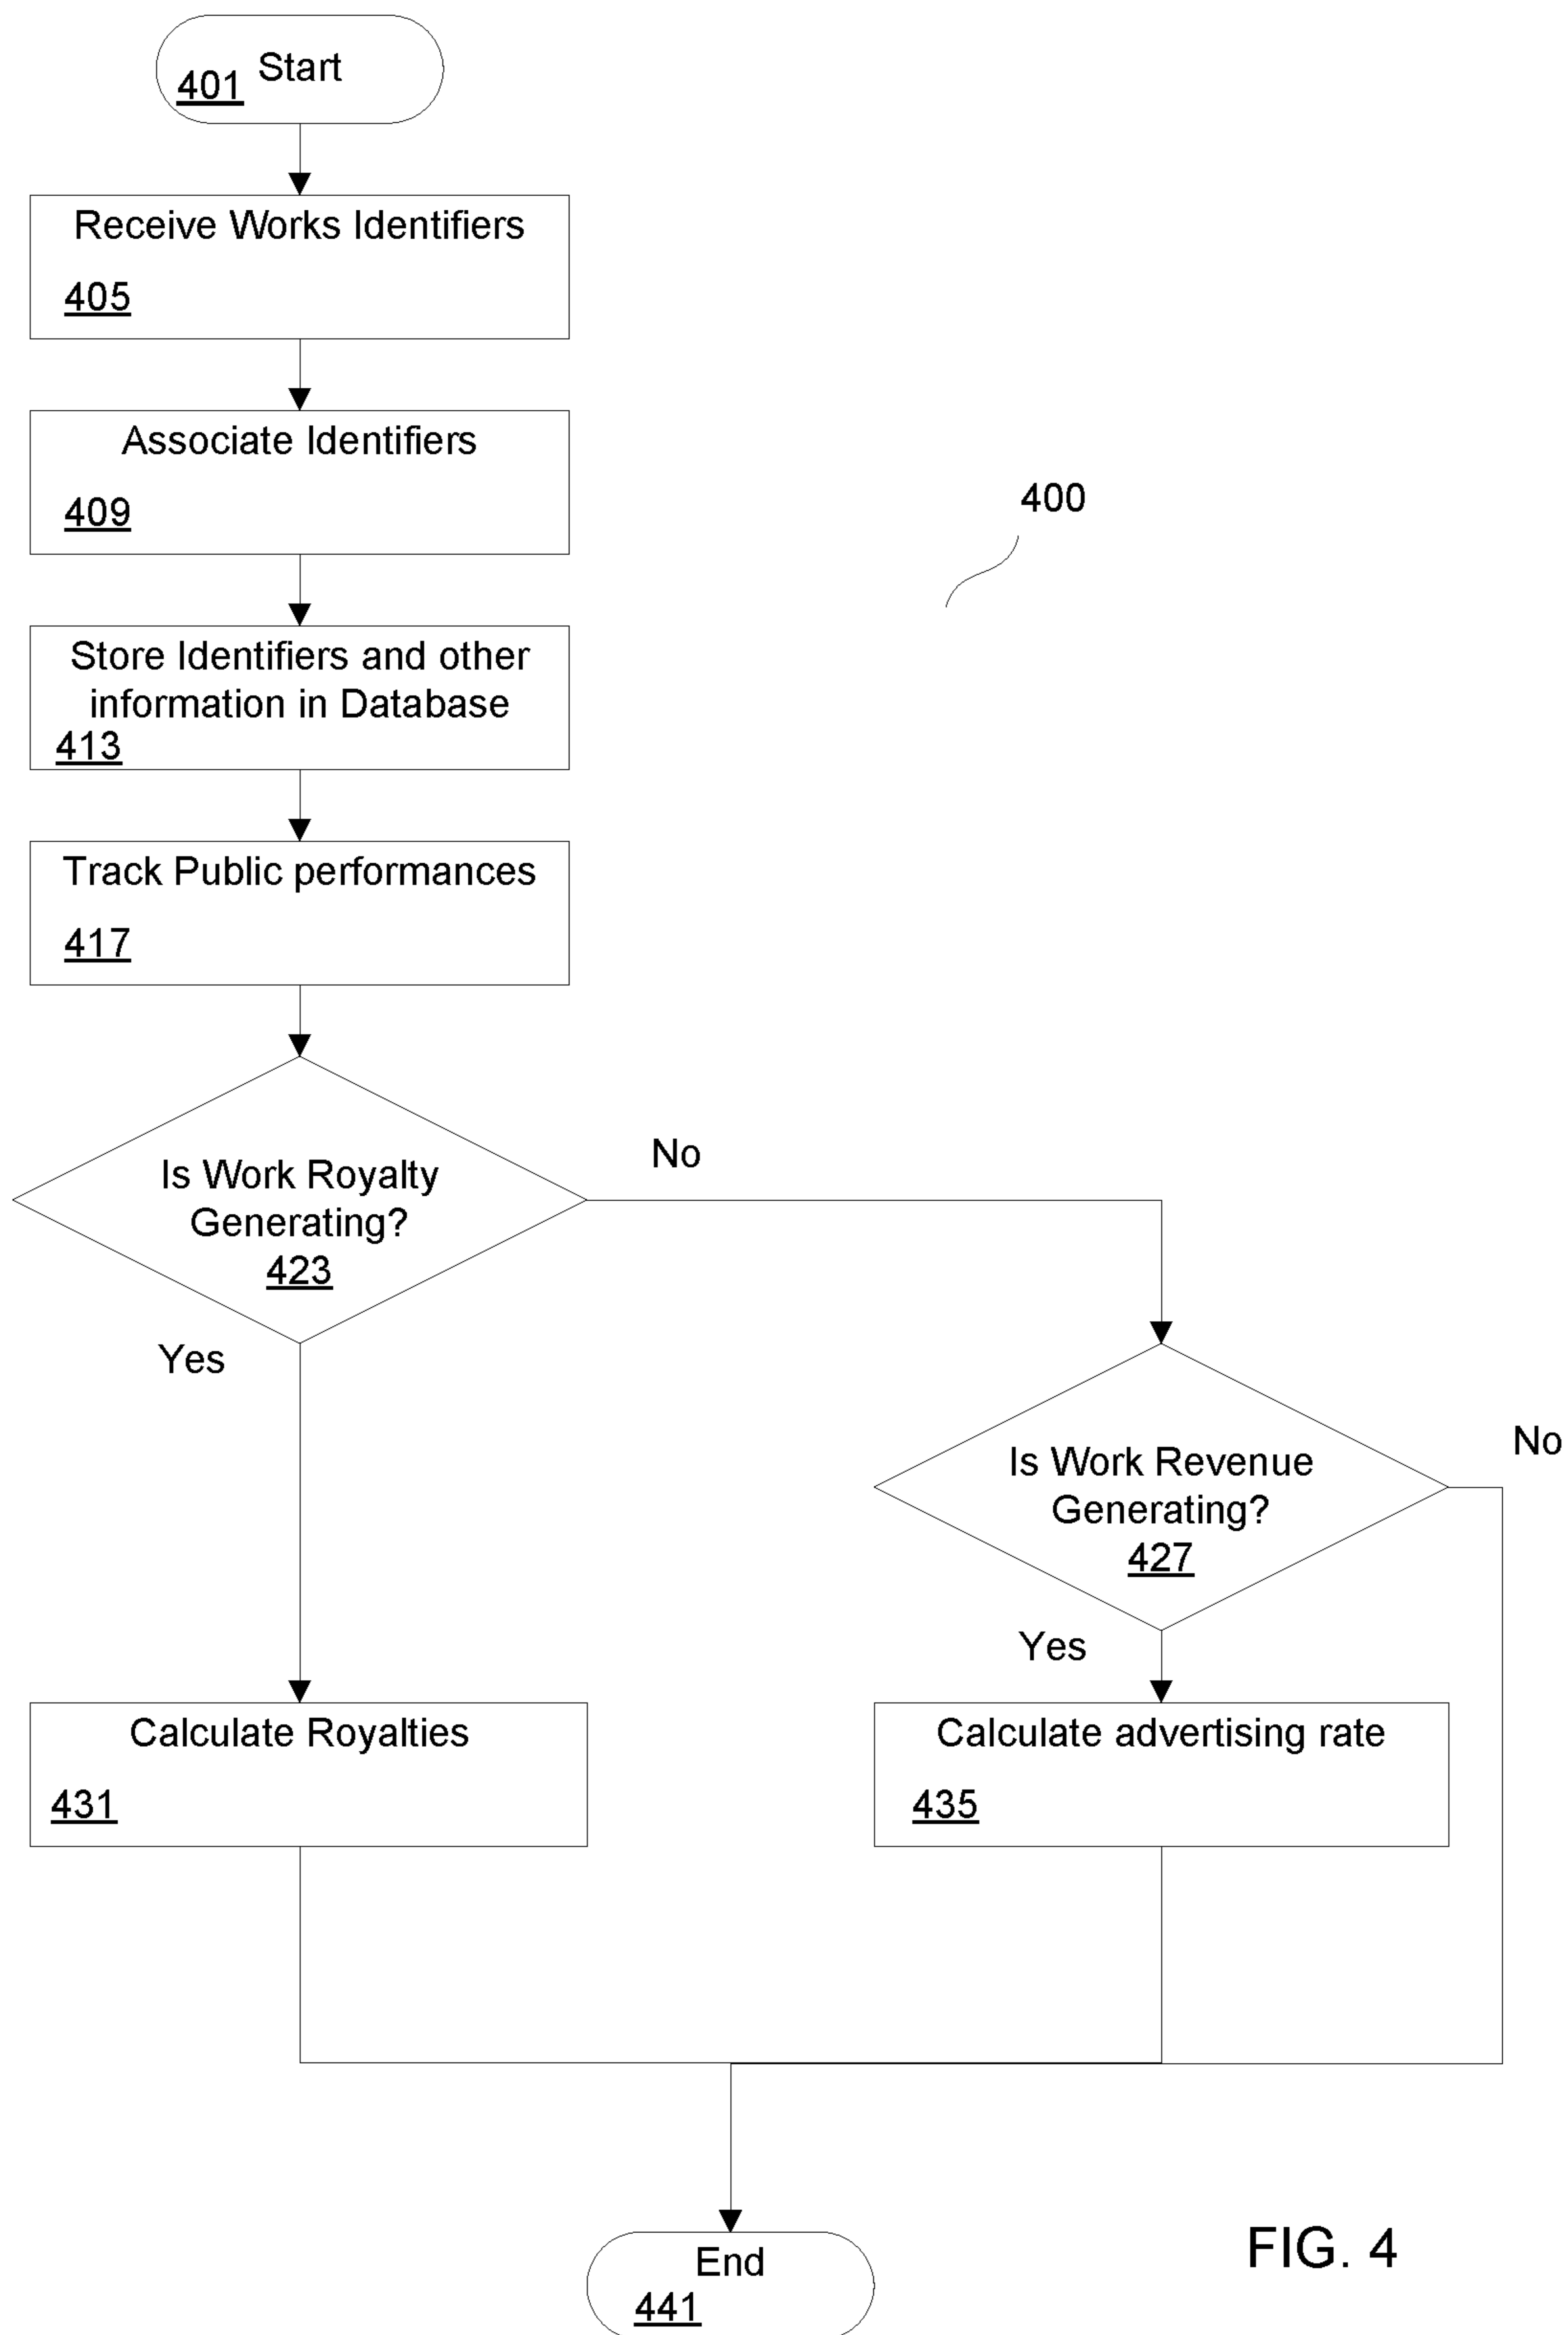 Start
401
Receive Works Identifiers
405
Associate Identifiers
409
400
Store Identifiers and other
information in Database
413
Track Public performances
417
Is Work Royalty
Generating?
423
No
Yes
Is Work Revenue
Generating?
427
No
Yes
Calculate Royalties
431
Calculate advertising rate
435
End
441
FIG. 4